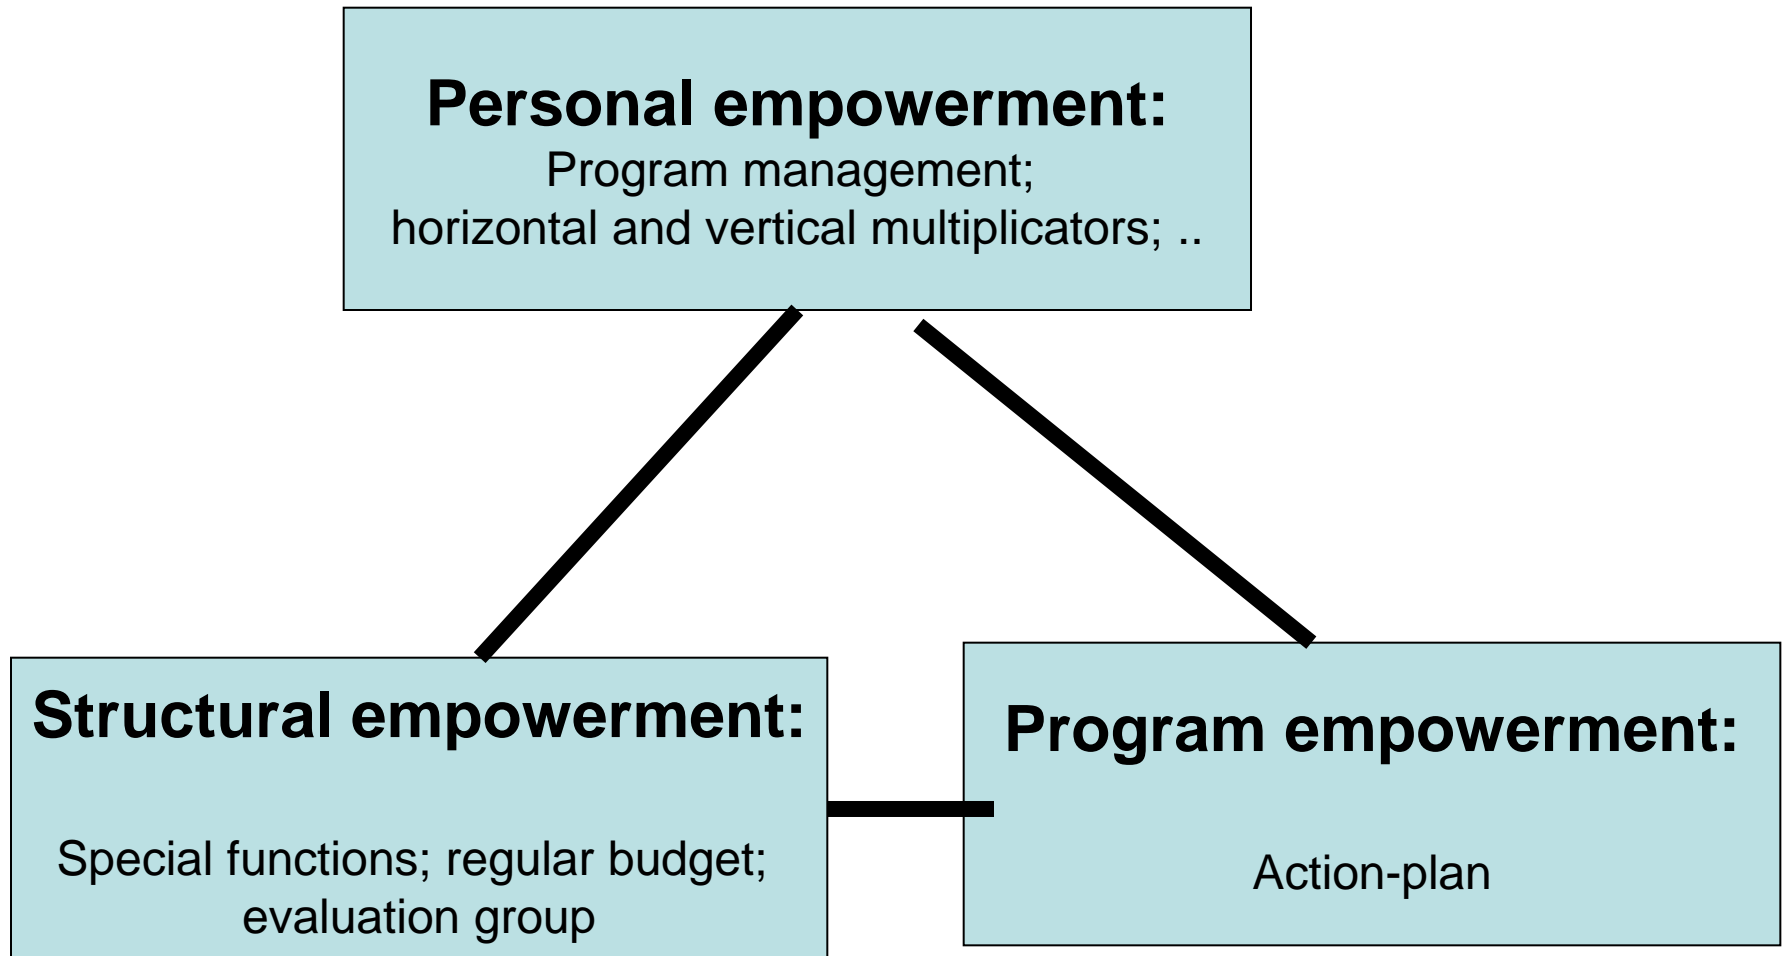 Personal empowerment:
Program management;
horizontal and vertical multiplicators; ..
Structural empowerment:
Special functions; regular budget;
evaluation group
Program empowerment:
Action-plan